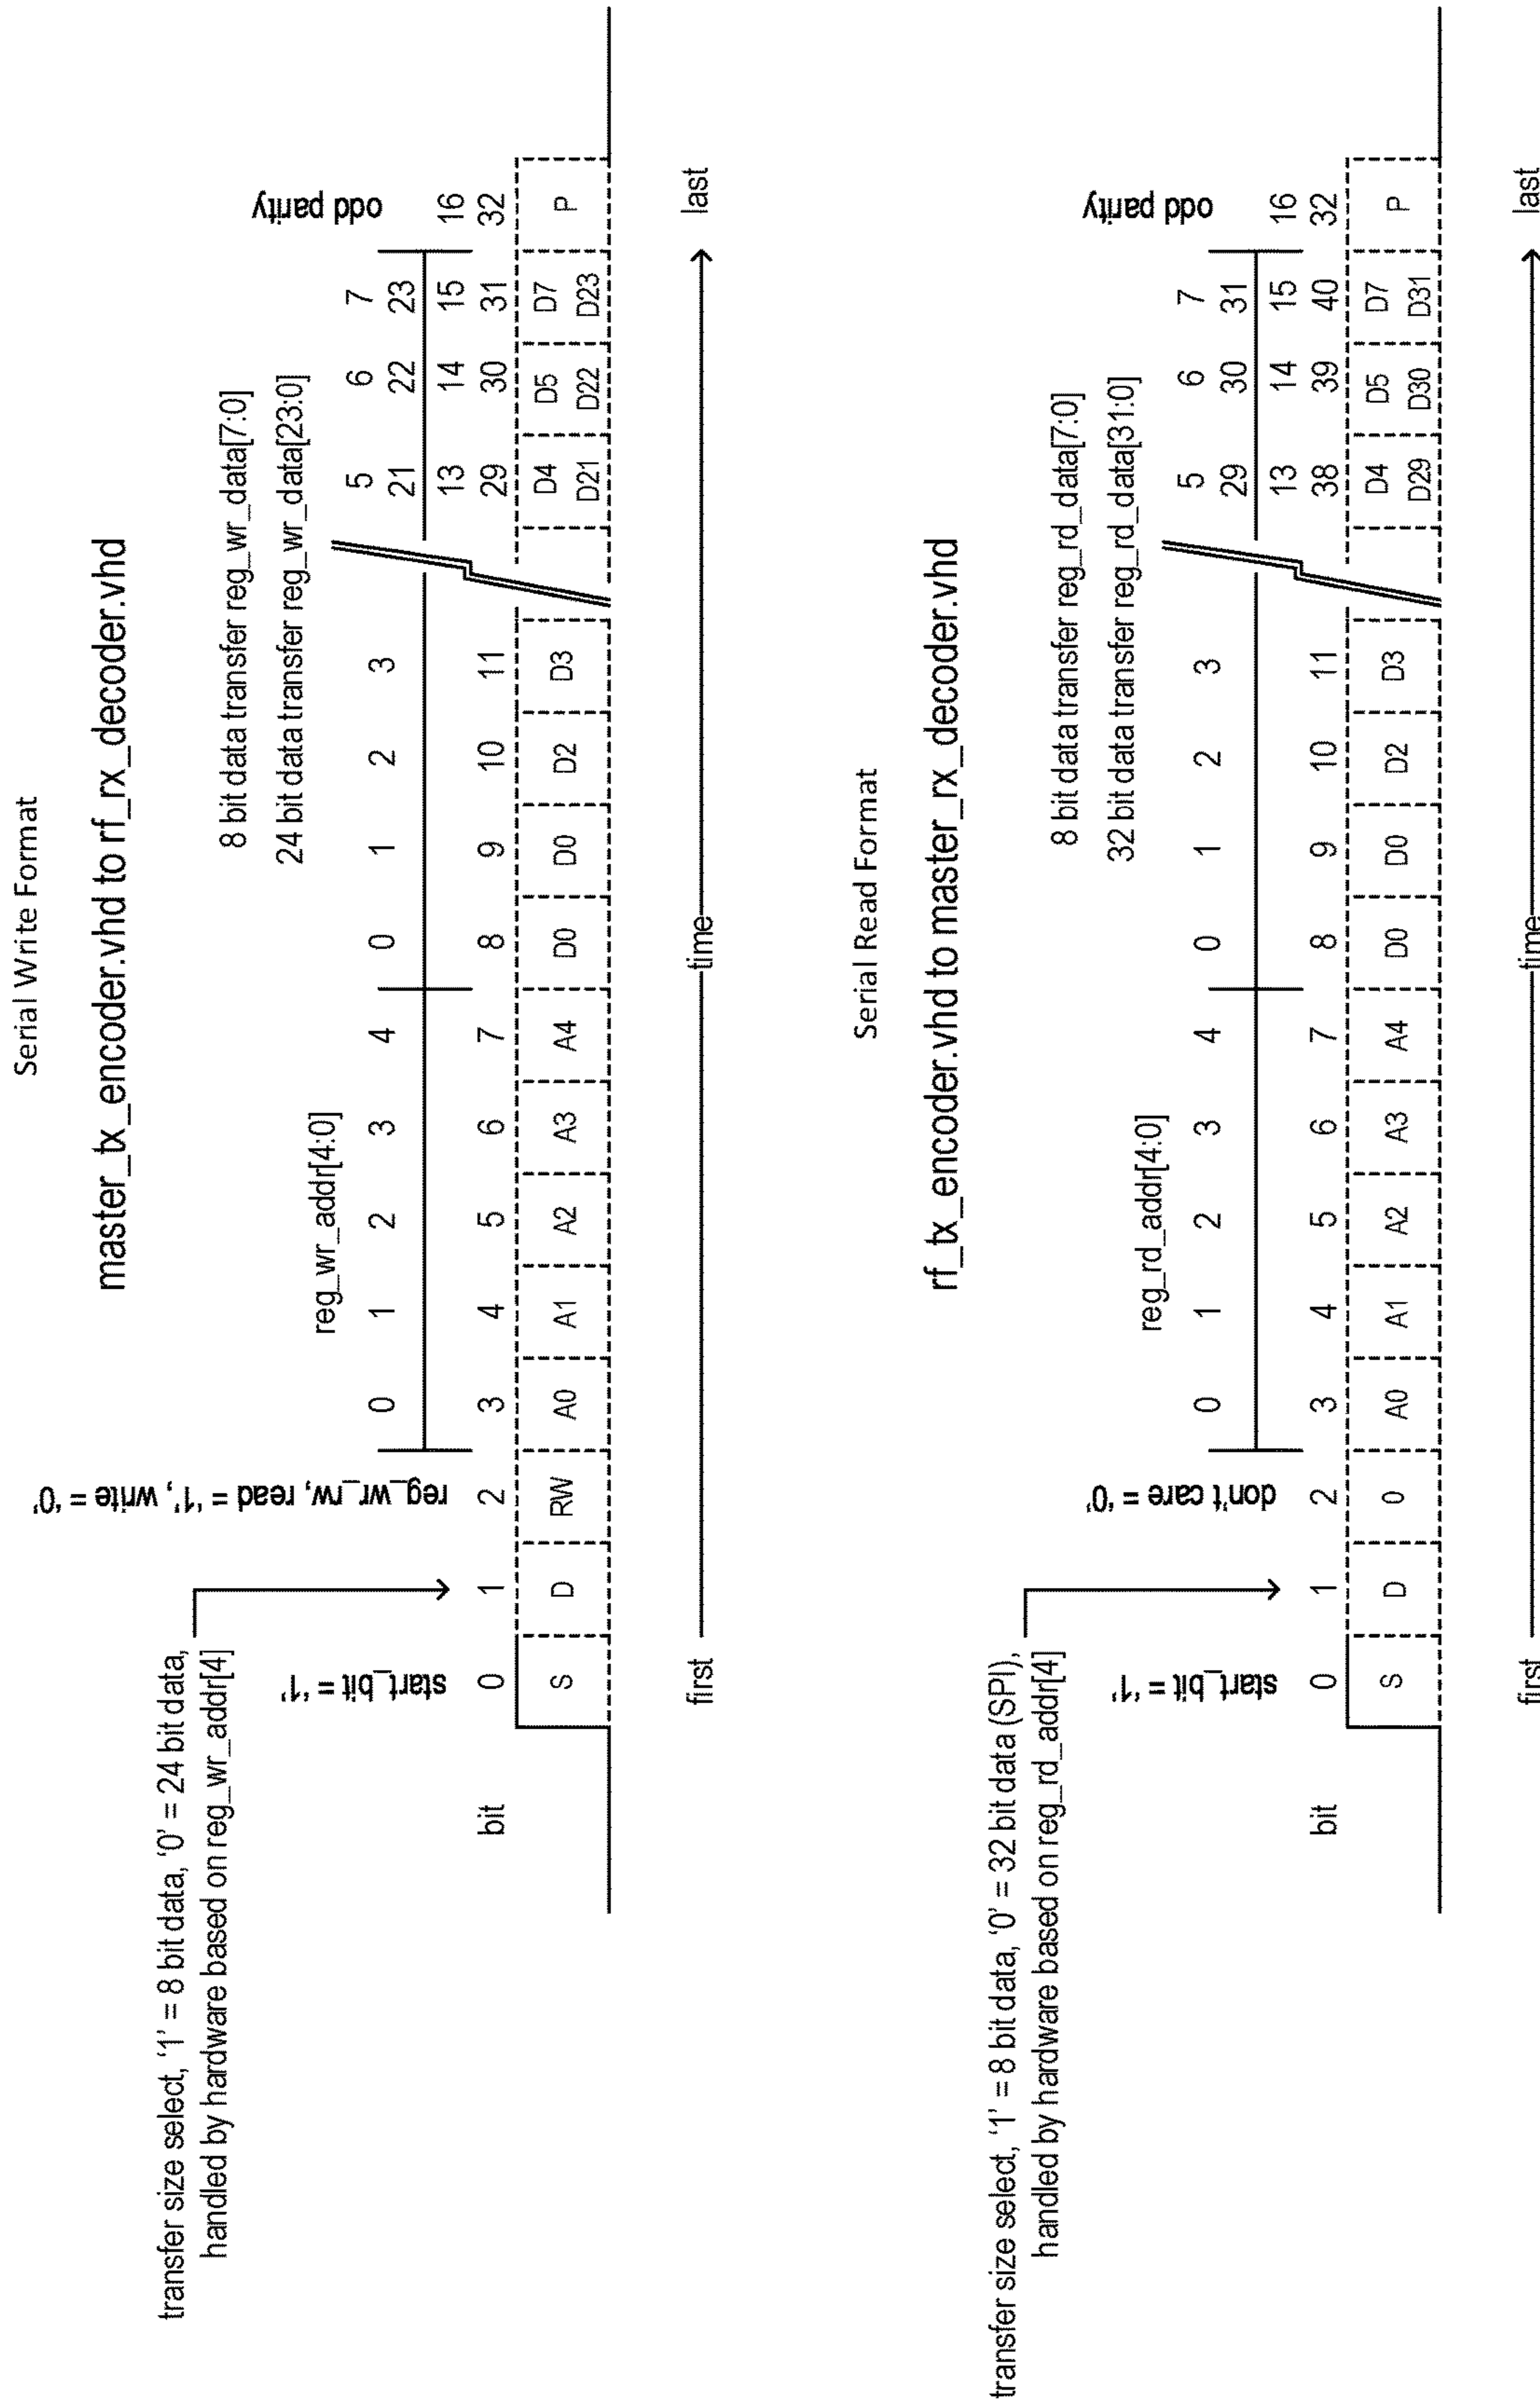 Serial Write Format
master_tx_encoder.vhd to rf_rx_decoder.vhd
transfer size select, '1' = 8 bit data, '0' = 24 bit data,
handled by hardware based on reg_wr_addr[4]
start_bit = '1'
reg_wr_rw, read = '1', write = '0'
reg_wr_addr[4:0]
8 bit data transfer reg_wr_data[7:0]
24 bit data transfer reg_wr_data[23:0]
odd parity
0 1 2 3 4 0 1 2 3 5 6 7
21 22 23
13 14 15 16
bit 0 1 2 3 4 5 6 7 8 9 10 11 29 30 31 32
S D RW A0 A1 A2 A3 A4 D0 D0 D2 D3 D4 D5 D7 P
D21 D22 D23
first time last
Serial Read Format
rf_tx_encoder.vhd to master_rx_decoder.vhd
transfer size select, '1' = 8 bit data, '0' = 32 bit data (SPI),
handled by hardware based on reg_rd_addr[4]
start_bit = '1'
don't care = '0'
reg_rd_addr[4:0]
8 bit data transfer reg_rd_data[7:0]
32 bit data transfer reg_rd_data[31:0]
odd parity
0 1 2 3 4 0 1 2 3 5 6 7
29 30 31
13 14 15 16
bit 0 1 2 3 4 5 6 7 8 9 10 11 38 39 40 32
S D 0 A0 A1 A2 A3 A4 D0 D0 D2 D3 D4 D5 D7 P
D29 D30 D31
first time last